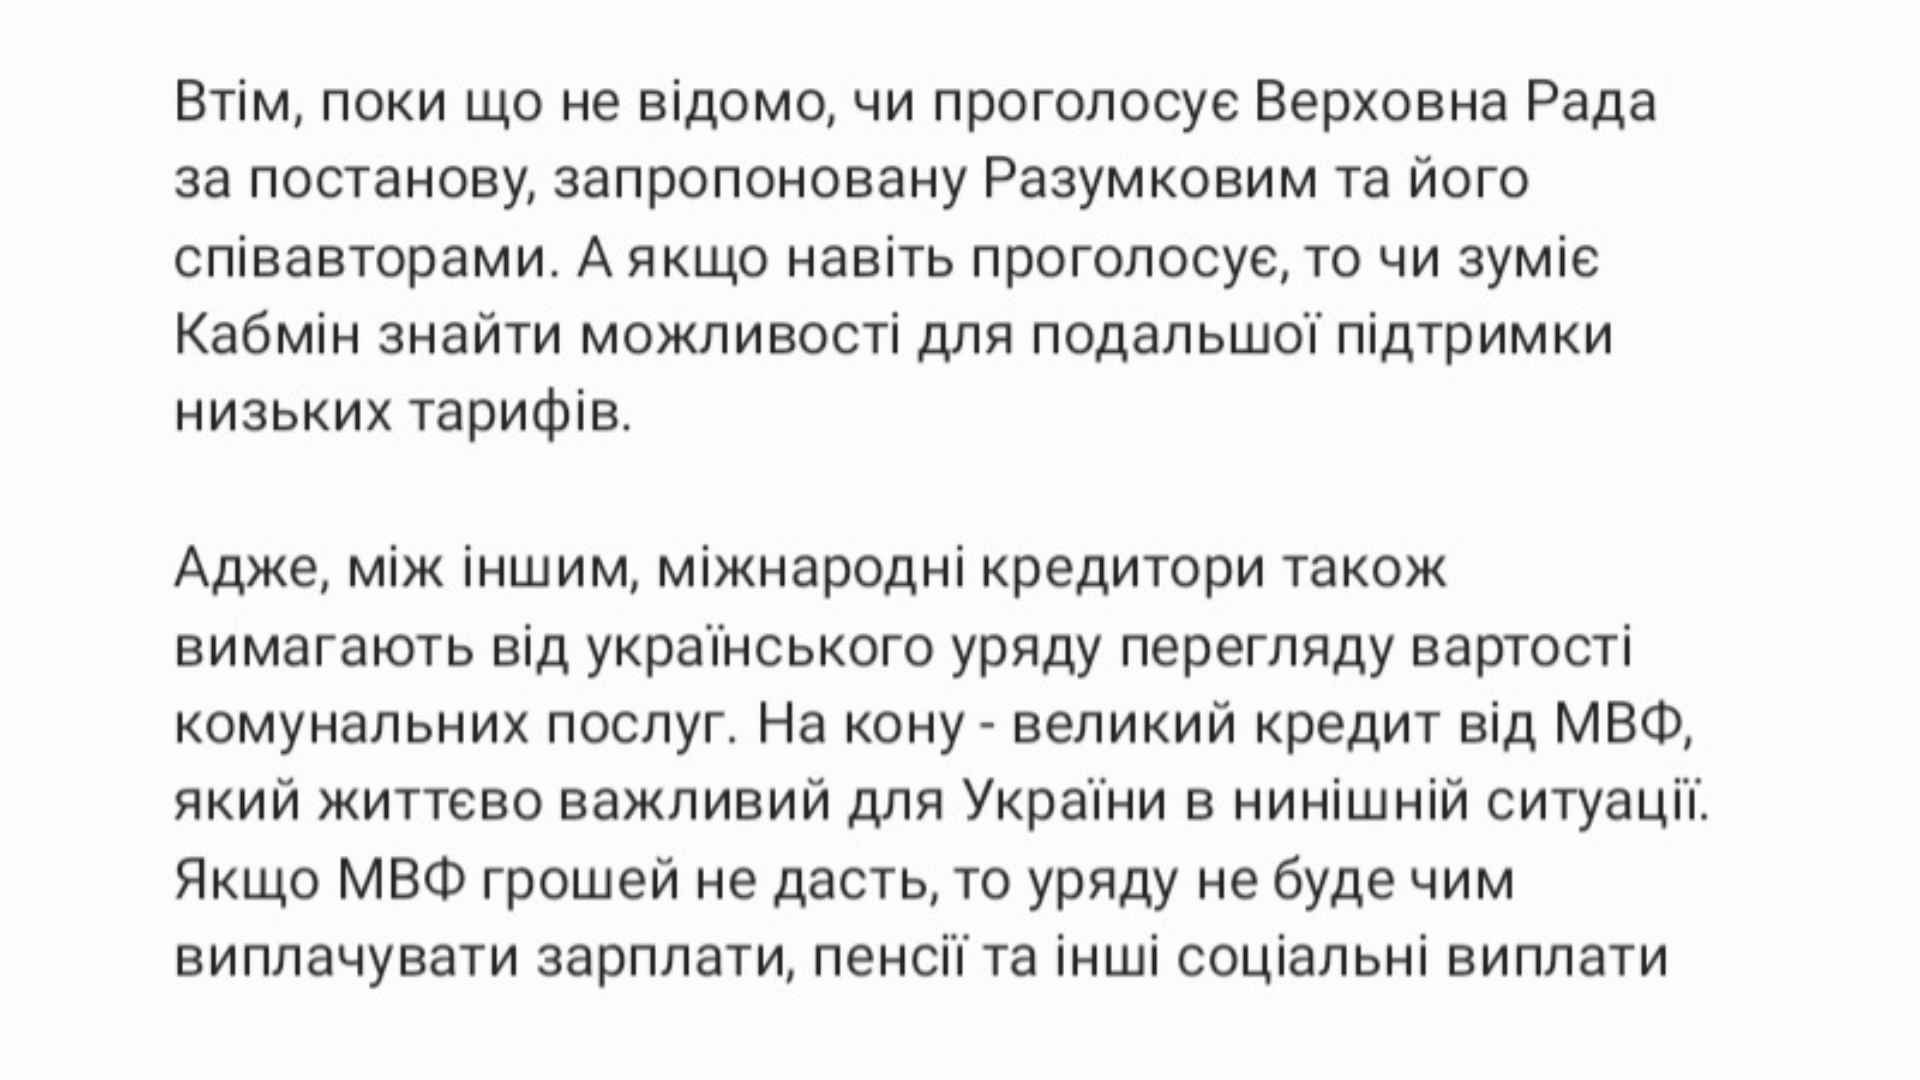 Втім, поки що не відомо, чи проголосує Верховна Рада
за постанову, запропоновану Разумковим та його
співавторами. А якщо навіть проголосує, то чи зуміє
Кабмін знайти можливості для подальшої підтримки
низьких тарифів.
Адже, між іншим, міжнародні кредитори також
вимагають від українського уряду перегляду вартості
комунальних послуг. На кону - великий кредит від МВФ,
який життєво важливий для України в нинішній ситуації.
Якщо МВФ грошей не дасть, то уряду не буде чим
виплачувати зарплати, пенсії та інші соціальні виплати